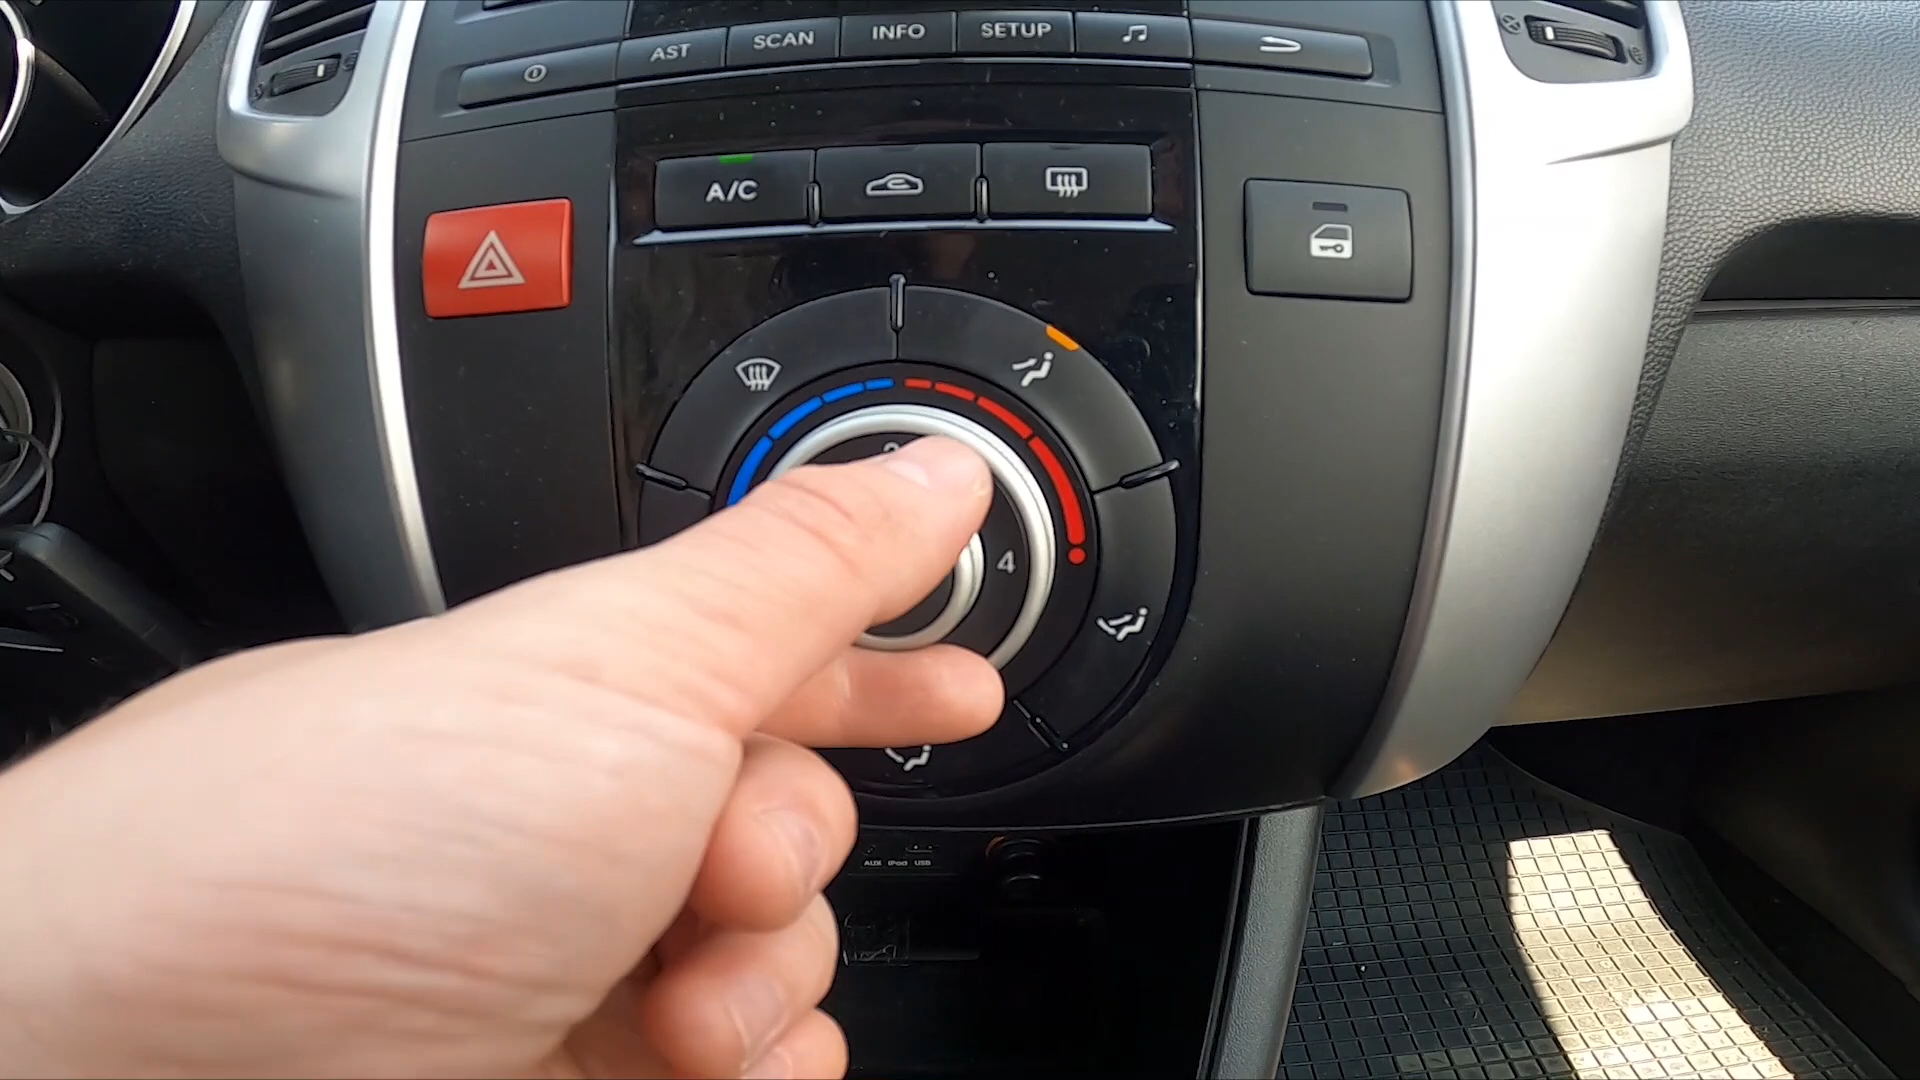 AST
SCAN
INFO
SETUP
A/C
4
AUX iPod USB